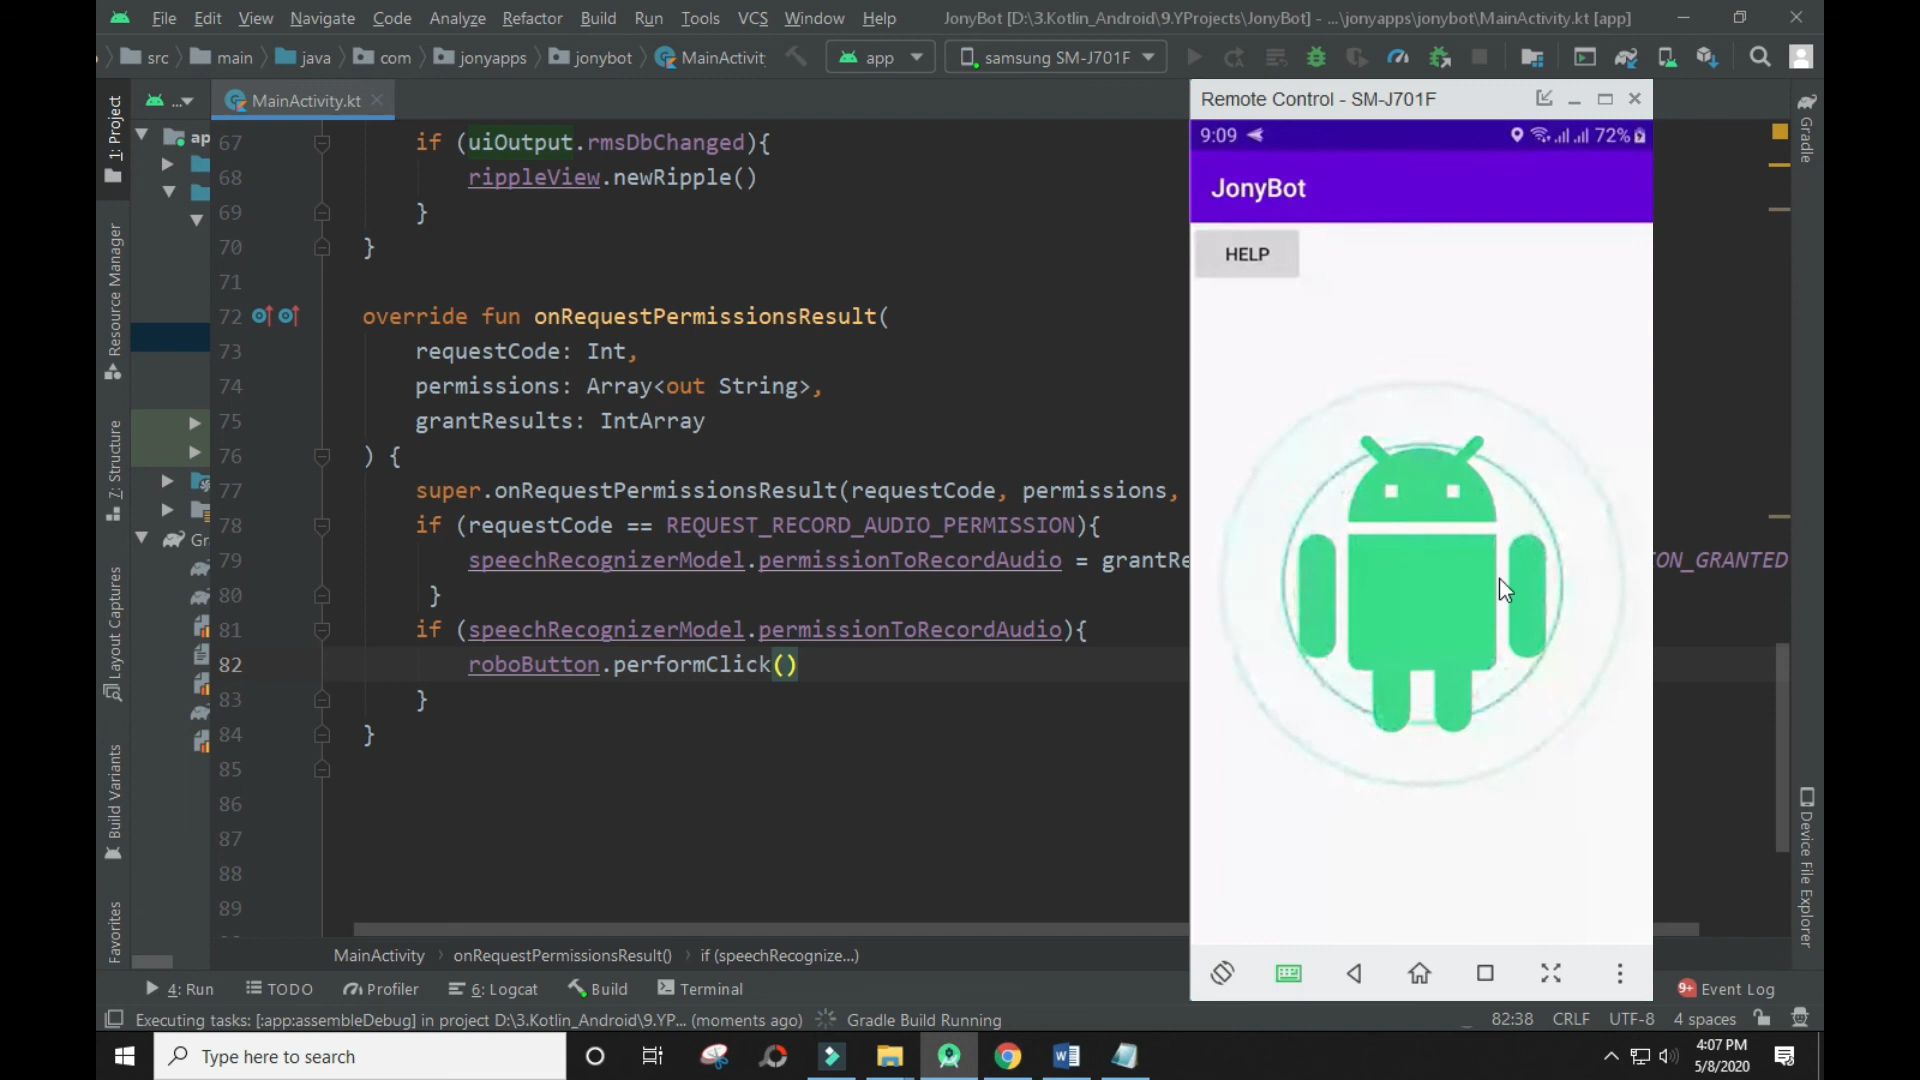 File Edit View Navigate Code Analyze Refactor Build Run Tools VCS Window Help JonyBot [D:\3.Kotlin_Android\9.YProjects\JonyBot] - ...\jonyapps\jonybot\MainActivity.kt [app]
src main java com jonyapps jonybot MainActivit app samsung SM-J701F
1: Project
Resource Manager
7: Structure
Layout Captures
Build Variants
Favorites
...
ap
Gr
MainActivity.kt
67 if (uiOutput.rmsDbChanged){
68 rippleView.newRipple()
69 }
70 }
71
72 override fun onRequestPermissionsResult(
73 requestCode: Int,
74 permissions: Array<out String>,
75 grantResults: IntArray
76 ) {
77 super.onRequestPermissionsResult(requestCode, permissions,
78 if (requestCode == REQUEST_RECORD_AUDIO_PERMISSION){
79 speechRecognizerModel.permissionToRecordAudio = grantRe ON_GRANTED
80 }
81 if (speechRecognizerModel.permissionToRecordAudio){
82 roboButton.performClick()
83 }
84 }
85
86
87
88
89
Remote Control - SM-J701F
9:09 72%
JonyBot
HELP
Gradle
Device File Explorer
MainActivity onRequestPermissionsResult() if (speechRecognize...)
4: Run TODO Profiler 6: Logcat Build Terminal 9+ Event Log
Executing tasks: [:app:assembleDebug] in project D:\3.Kotlin_Android\9.YP... (moments ago) Gradle Build Running 82:38 CRLF UTF-8 4 spaces
Type here to search
4:07 PM
5/8/2020